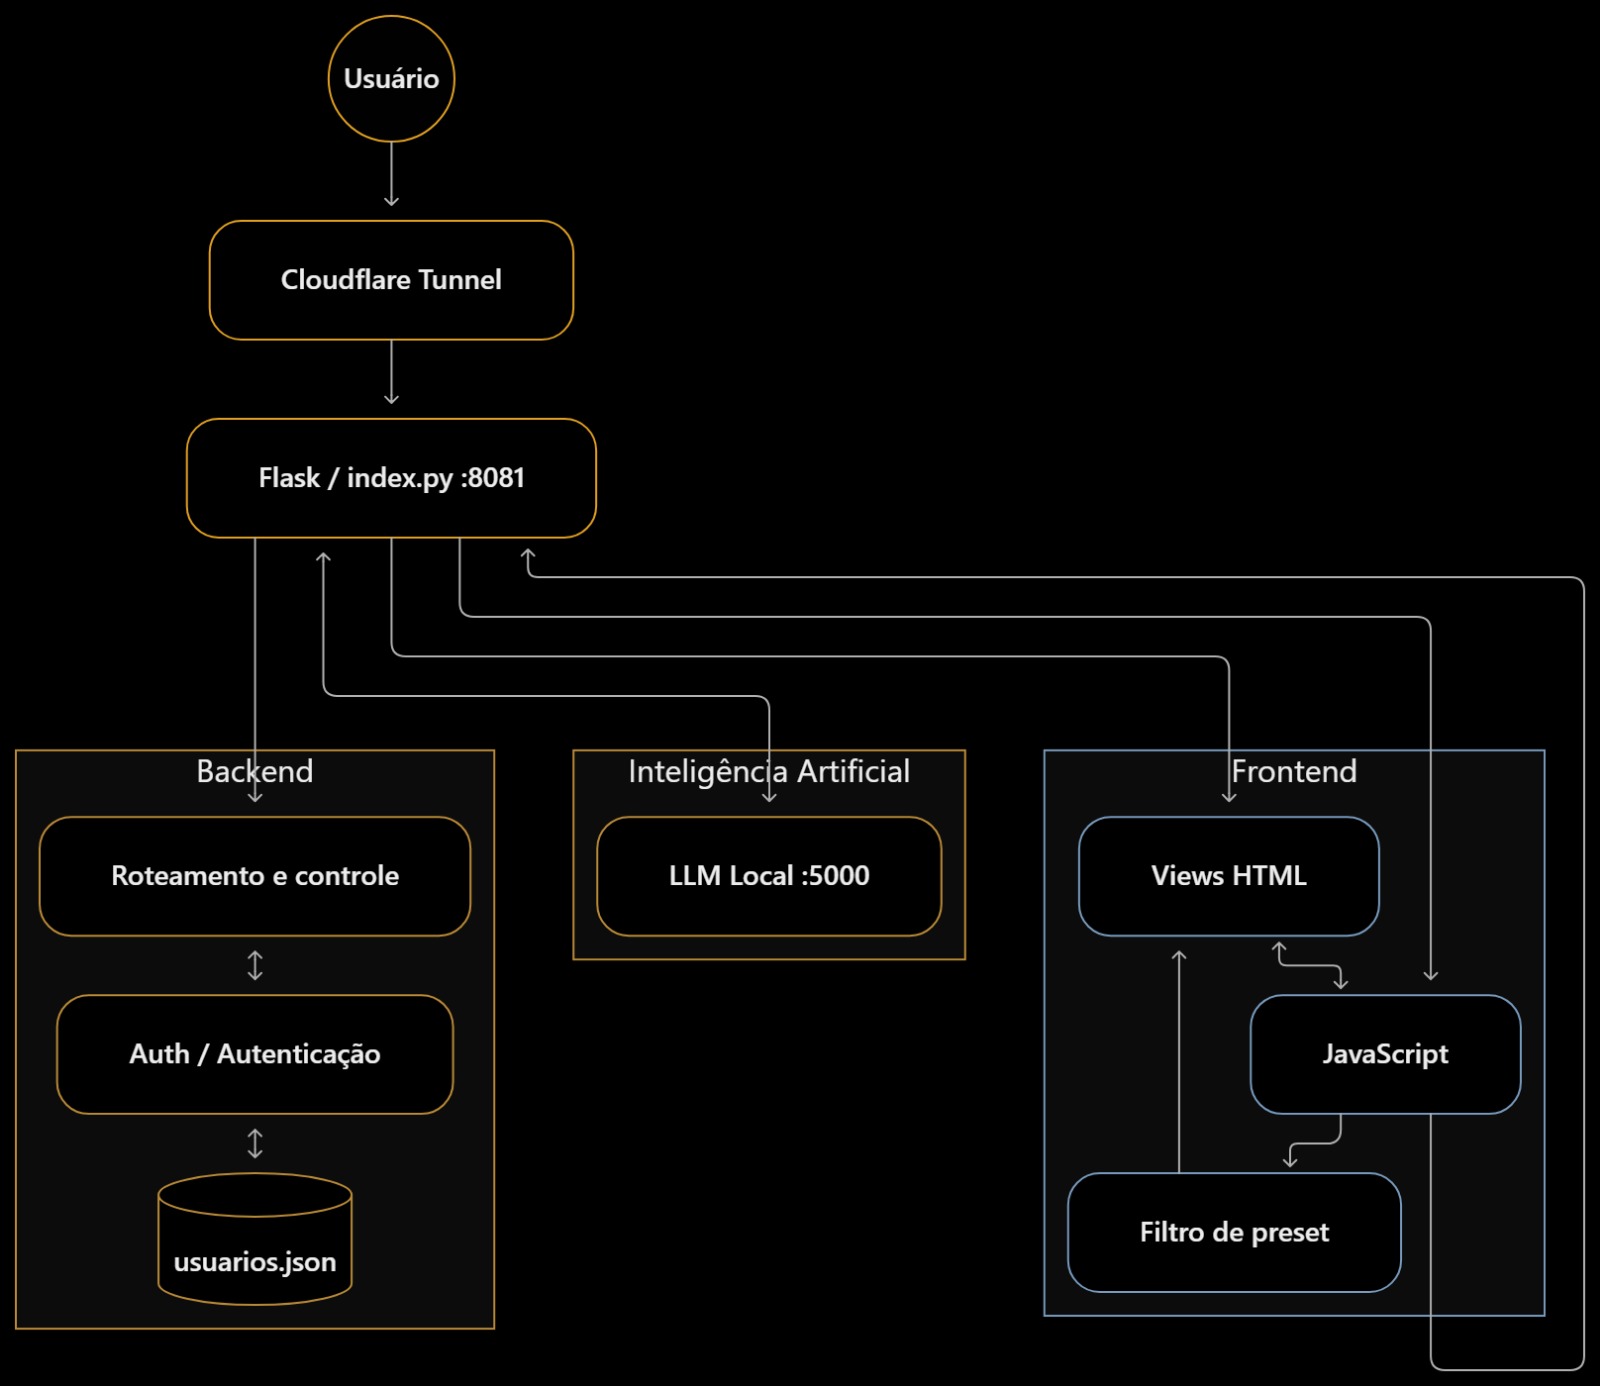 Usuário
Cloudflare Tunnel
Flask / index.py :8081
Backend
Inteligência Artificial
Frontend
Roteamento e controle
LLM Local :5000
Views HTML
Auth / Autenticação
JavaScript
Filtro de preset
usuarios.json